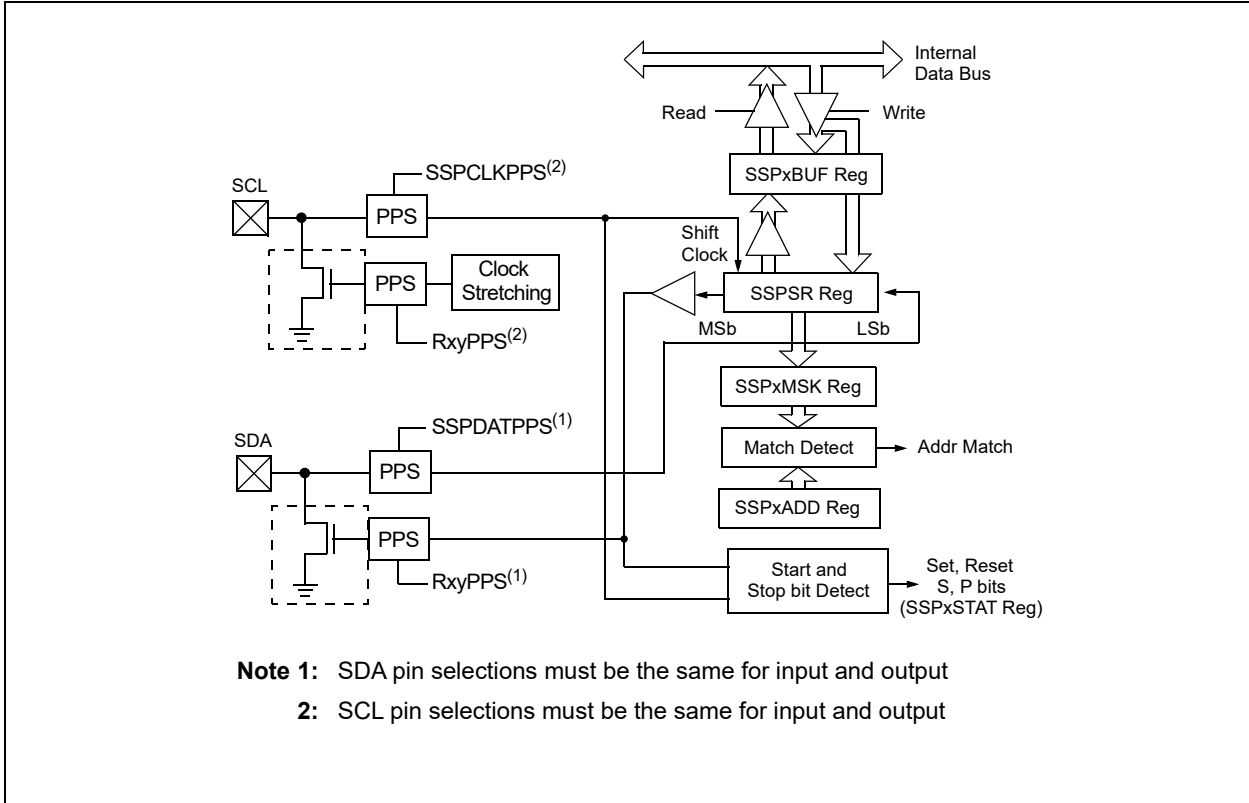 Internal
Data Bus
Read
Write
SSPCLKPPS(2)
SSPxBUF Reg
SCL
PPS
Shift
Clock
PPS
Clock
Stretching
SSPSR Reg
MSb
LSb
RxyPPS(2)
SSPxMSK Reg
SSPDATPPS(1)
SDA
Match Detect
Addr Match
PPS
SSPxADD Reg
PPS
RxyPPS(1)
Start and
Stop bit Detect
Set, Reset
S, P bits
(SSPxSTAT Reg)
Note 1: SDA pin selections must be the same for input and output
2: SCL pin selections must be the same for input and output